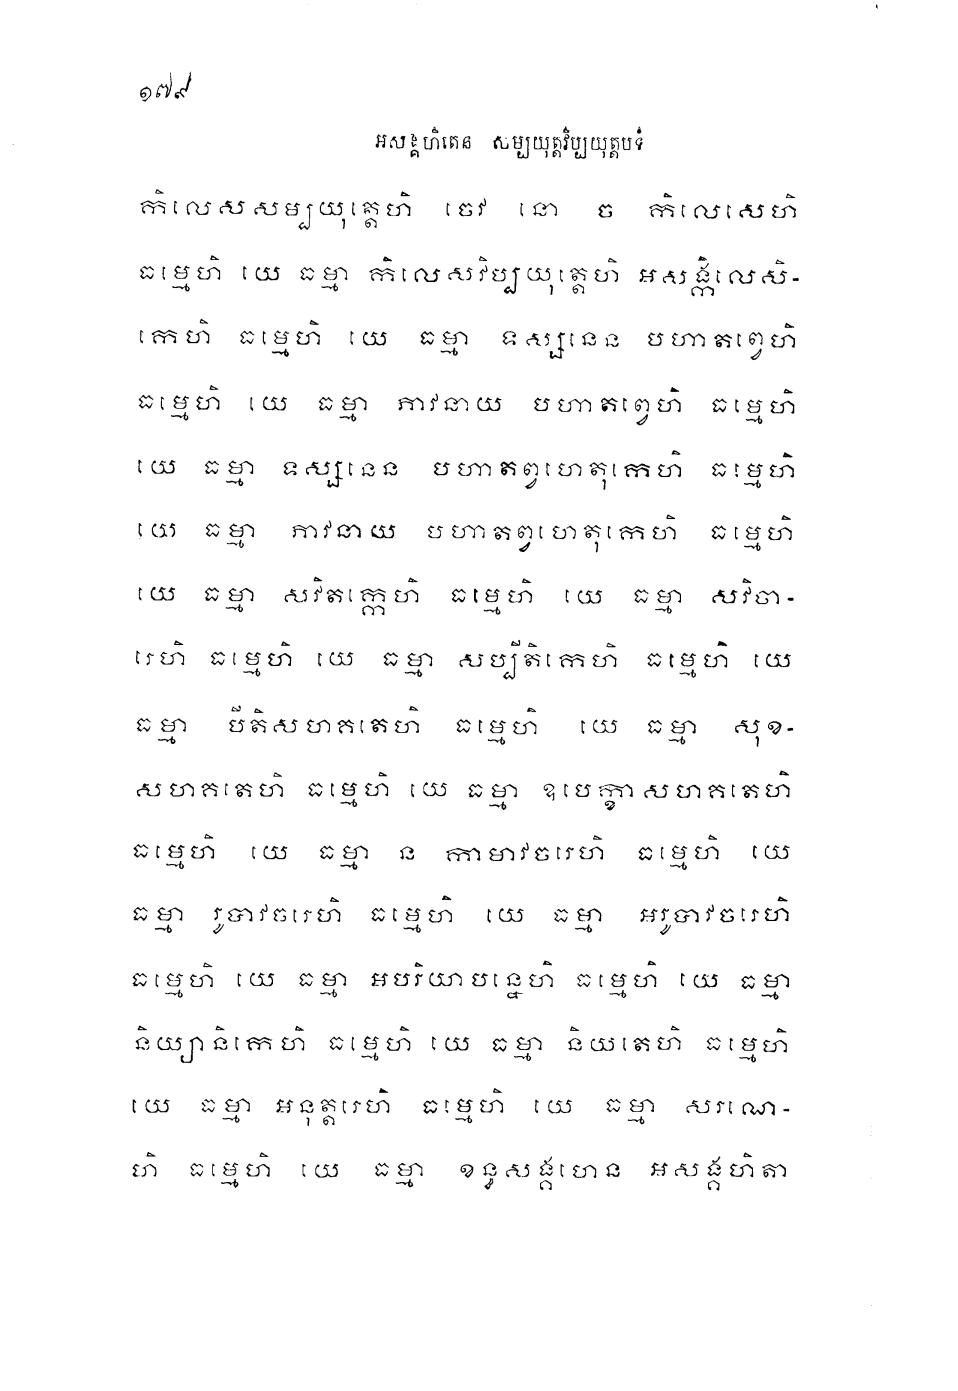 ១៧៩
អសង្គហិតេន សម្បយុត្តវិប្បយុត្តបទំ
កិលេសសម្បយុត្តេហិ ចេវ នោ ច កិលេសេហិ
ធម្មេហិ យេ ធម្មា កិលេសវិប្បយុត្តេហិ អសង្កិលេសិ-
កេហិ ធម្មេហិ យេ ធម្មា ទស្សនេន បហាតព្វេហិ
ធម្មេហិ យេ ធម្មា ភាវនាយ បហាតព្វេហិ ធម្មេហិ
យេ ធម្មា ទស្សនេន បហាតព្វហេតុកេហិ ធម្មេហិ
យេ ធម្មា ភាវនាយ បហាតព្វហេតុកេហិ ធម្មេហិ
យេ ធម្មា សវិតក្កេហិ ធម្មេហិ យេ ធម្មា សវិចា-
រេហិ ធម្មេហិ យេ ធម្មា សប្បីតិកេហិ ធម្មេហិ យេ
ធម្មា បីតិសហគតេហិ ធម្មេហិ យេ ធម្មា សុខ-
សហគតេហិ ធម្មេហិ យេ ធម្មា ឧបេក្ខាសហគតេហិ
ធម្មេហិ យេ ធម្មា ន កាមាវចរេហិ ធម្មេហិ យេ
ធម្មា រូបាវចរេហិ ធម្មេហិ យេ ធម្មា អរូបាវចរេហិ
ធម្មេហិ យេ ធម្មា អបរិយាបន្នេហិ ធម្មេហិ យេ ធម្មា
និយ្យានិកេហិ ធម្មេហិ យេ ធម្មា និយតេហិ ធម្មេហិ
យេ ធម្មា អនុត្តរេហិ ធម្មេហិ យេ ធម្មា សរណេ-
ហិ ធម្មេហិ យេ ធម្មា ខន្ធសង្គហេន អសង្គហិតា